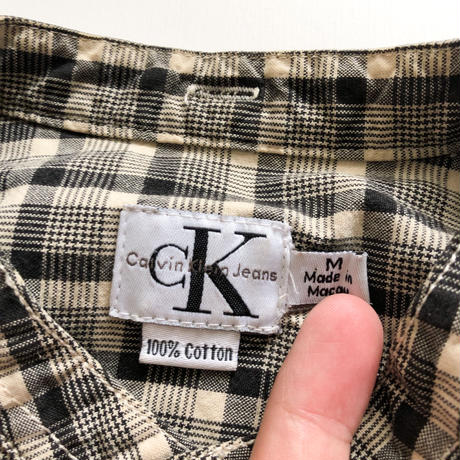 CK
Calvin Klein Jeans
M
Made in
Macau
100% Cotton